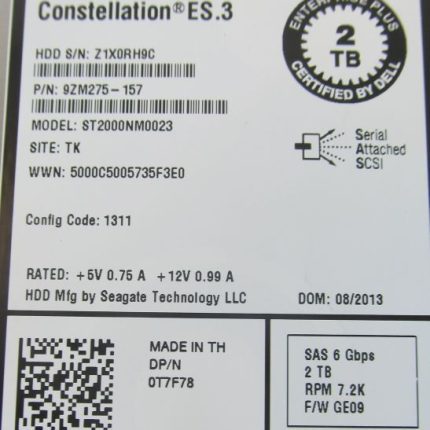 Constellation® ES.3
ENTERPRISE PLUS
2
TB
CERTIFIED BY DELL
HDD S/N: Z1X0RH9C
P/N: 9ZM275-157
MODEL: ST2000NM0023
SITE: TK
WWN: 5000C5005735F3E0
Serial
Attached
SCSI
Config Code: 1311
RATED: +5V 0.75 A +12V 0.99 A
HDD Mfg by Seagate Technology LLC
DOM: 08/2013
MADE IN TH
DP/N
0T7F78
SAS 6 Gbps
2 TB
RPM 7.2K
F/W GE09